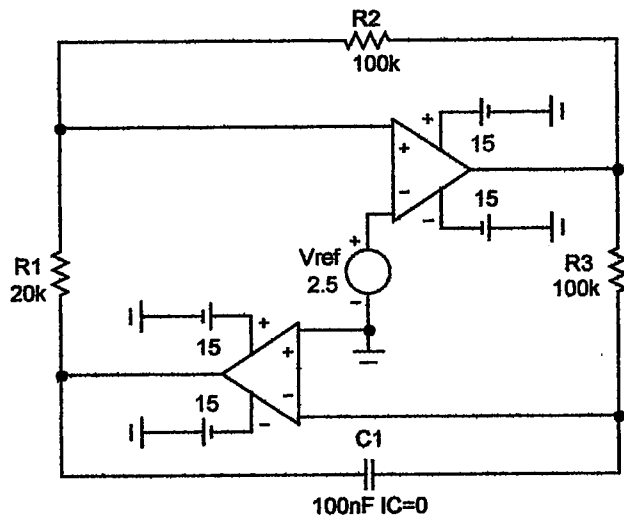 R2
100k
+
15
+
−
15
−
R1
20k
+
Vref
2.5
−
R3
100k
+
15
+
−
15
−
C1
100nF IC=0